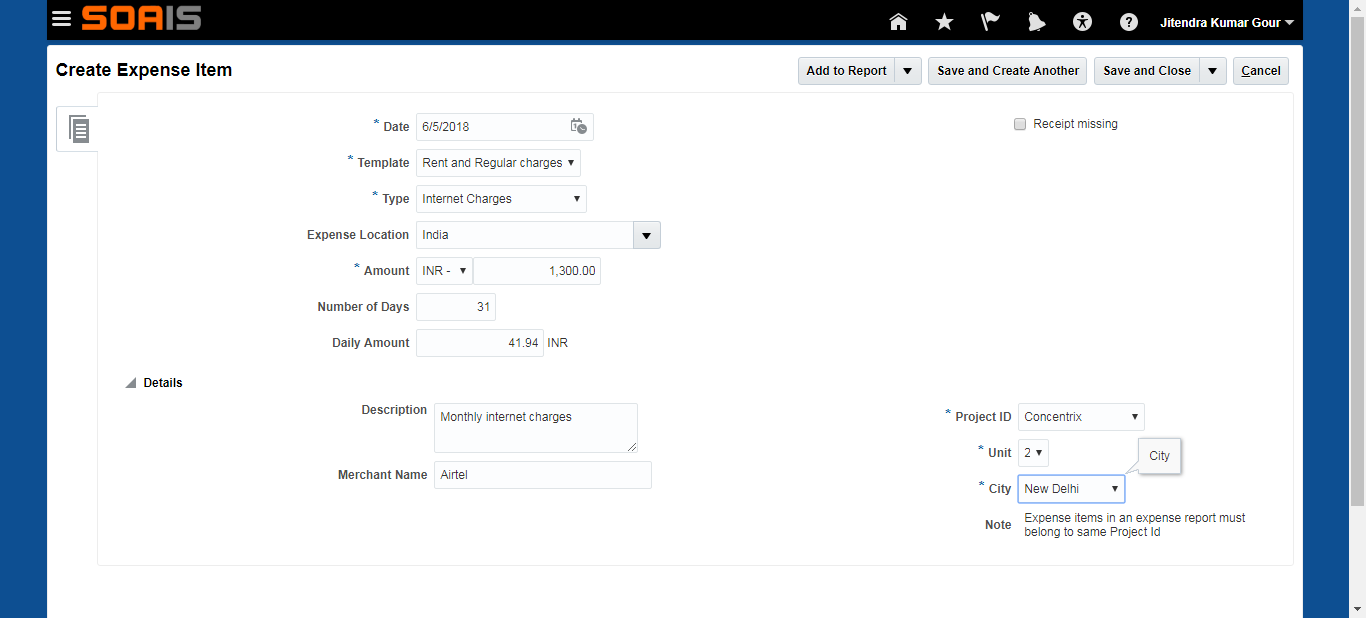 SOAIS
Jitendra Kumar Gour
Create Expense Item
Add to Report
Save and Create Another
Save and Close
Cancel
* Date 6/5/2018
Receipt missing
* Template Rent and Regular charges
* Type Internet Charges
Expense Location India
* Amount INR - 1,300.00
Number of Days 31
Daily Amount 41.94 INR
Details
Description Monthly internet charges
Merchant Name Airtel
* Project ID Concentrix
* Unit 2
City
* City New Delhi
Note Expense items in an expense report must
belong to same Project Id